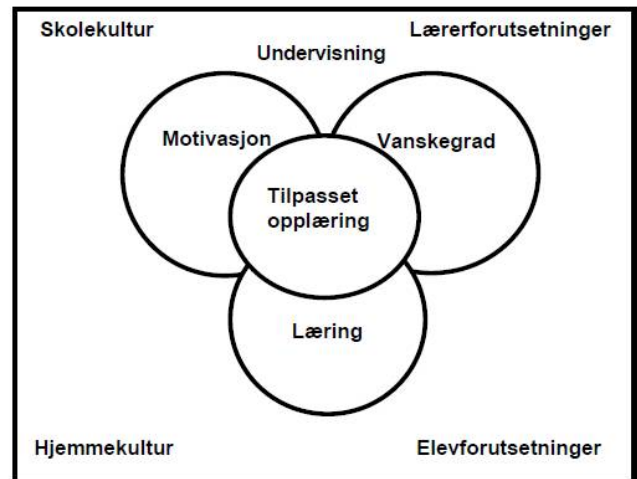 Skolekultur
Lærerforutsetninger
Undervisning
Motivasjon
Vanskegrad
Tilpasset
opplæring
Læring
Hjemmekultur
Elevforutsetninger